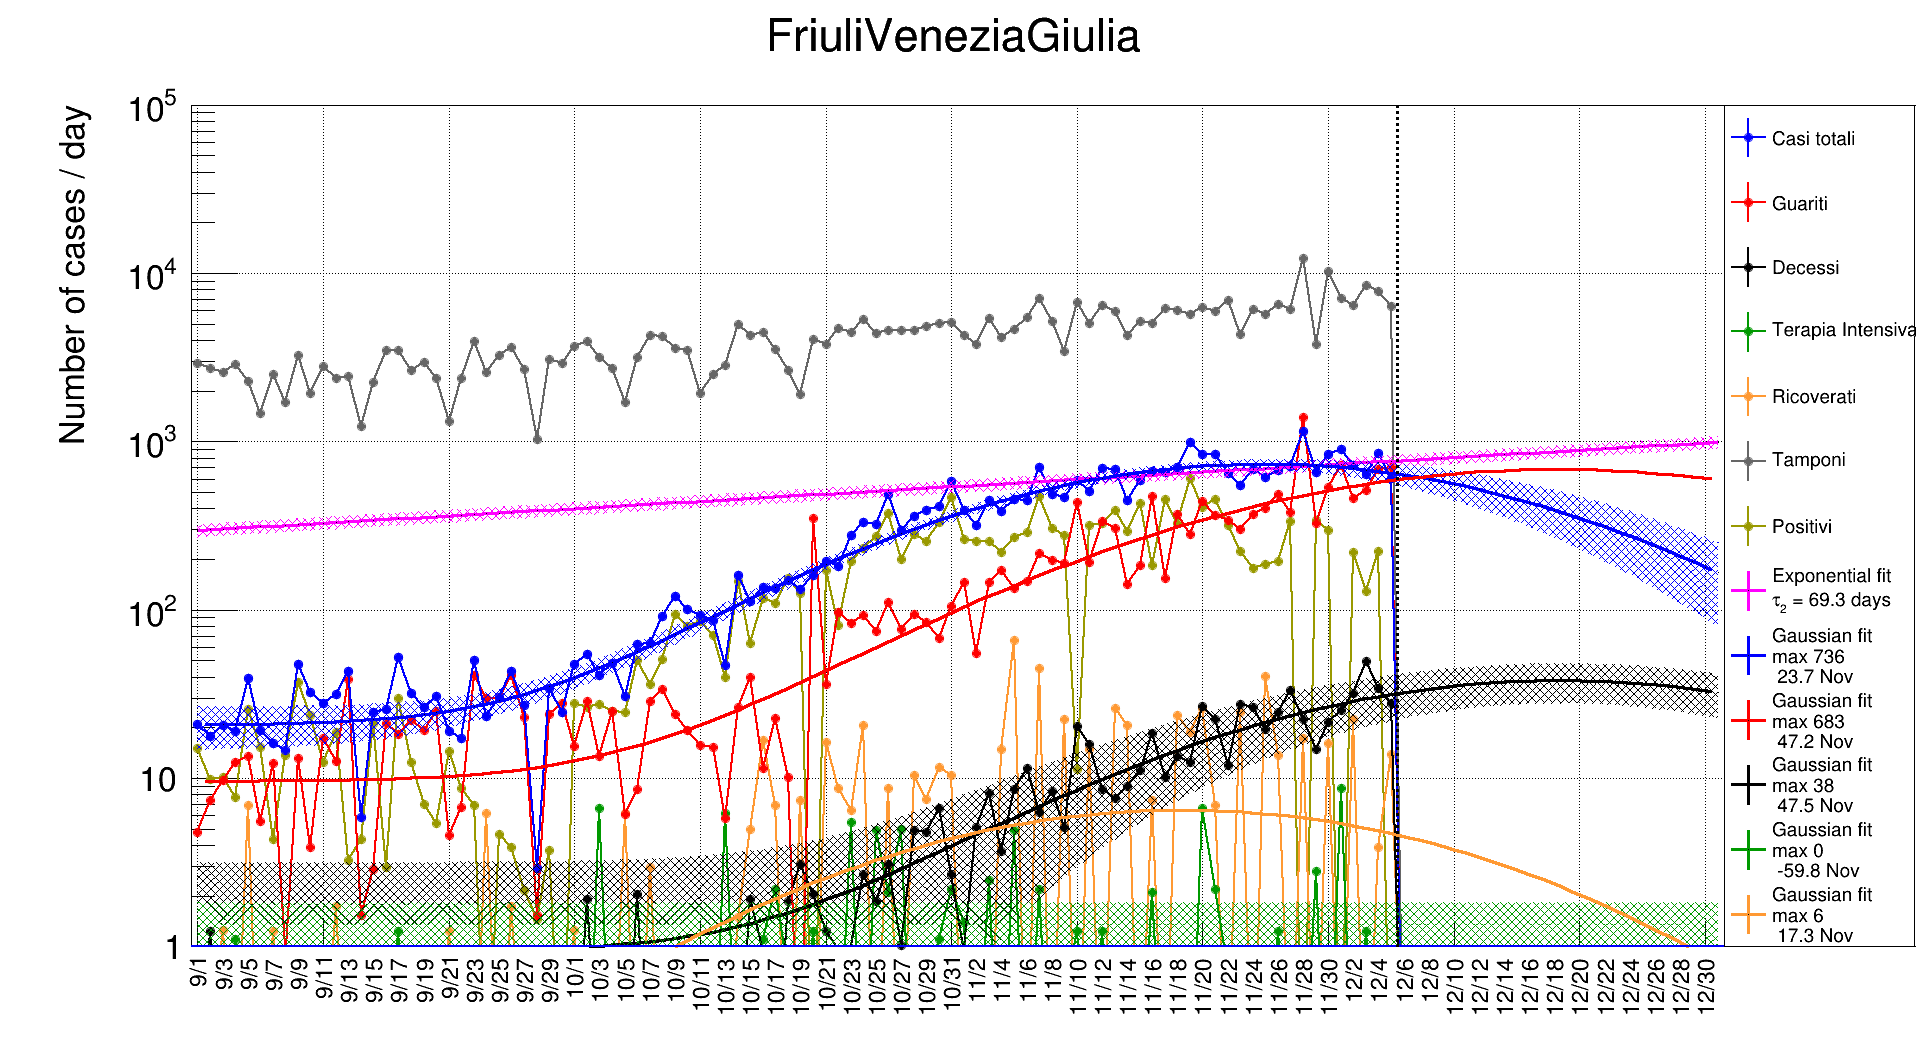 FriuliVeneziaGiulia
Number of cases / day
10^5
10^4
10^3
10^2
10
1
9/1 9/3 9/5 9/7 9/9 9/11 9/13 9/15 9/17 9/19 9/21 9/23 9/25 9/27 9/29 10/1 10/3 10/5 10/7 10/9 10/11 10/13 10/15 10/17 10/19 10/21 10/23 10/25 10/27 10/29 10/31 11/2 11/4 11/6 11/8 11/10 11/12 11/14 11/16 11/18 11/20 11/22 11/24 11/26 11/28 11/30 12/2 12/4 12/6 12/8 12/10 12/12 12/14 12/16 12/18 12/20 12/22 12/24 12/26 12/28 12/30
Casi totali
Guariti
Decessi
Terapia Intensiva
Ricoverati
Tamponi
Positivi
Exponential fit
τ₂ = 69.3 days
Gaussian fit
max 736
23.7 Nov
Gaussian fit
max 683
47.2 Nov
Gaussian fit
max 38
47.5 Nov
Gaussian fit
max 0
-59.8 Nov
Gaussian fit
max 6
17.3 Nov